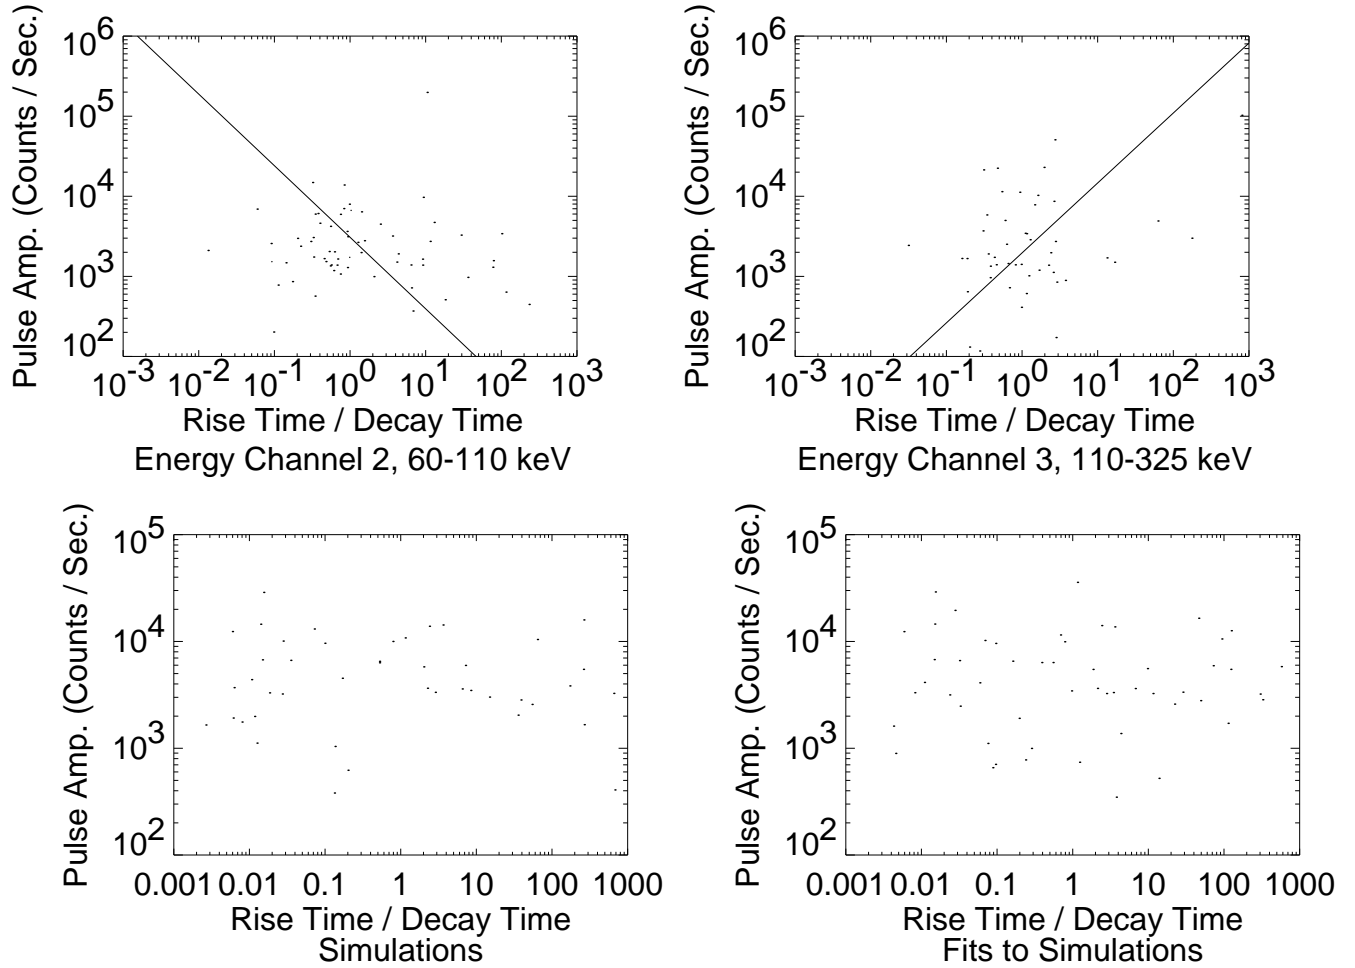 Pulse Amp. (Counts / Sec.)
10^6
10^5
10^4
10^3
10^2
10^-3 10^-2 10^-1 10^0 10^1 10^2 10^3
Rise Time / Decay Time
Energy Channel 2, 60-110 keV
Pulse Amp. (Counts / Sec.)
10^6
10^5
10^4
10^3
10^2
10^-3 10^-2 10^-1 10^0 10^1 10^2 10^3
Rise Time / Decay Time
Energy Channel 3, 110-325 keV
Pulse Amp. (Counts / Sec.)
10^5
10^4
10^3
10^2
0.001 0.01 0.1 1 10 100 1000
Rise Time / Decay Time
Simulations
Pulse Amp. (Counts / Sec.)
10^5
10^4
10^3
10^2
0.001 0.01 0.1 1 10 100 1000
Rise Time / Decay Time
Fits to Simulations